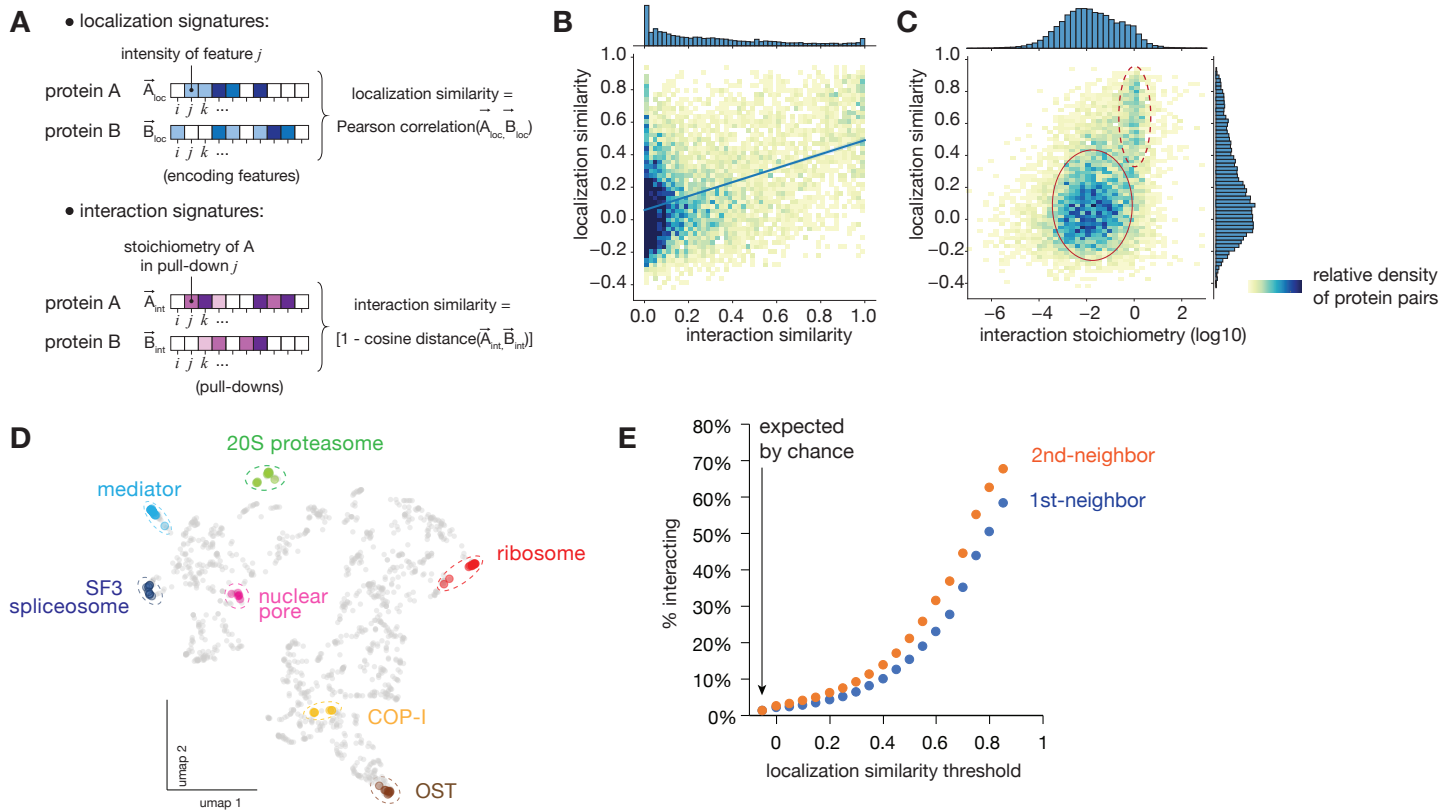 A
● localization signatures:
intensity of feature j
protein A
A loc
i j k ...
protein B
B loc
i j k ...
(encoding features)
localization similarity =
Pearson correlation(A loc, B loc)
● interaction signatures:
stoichiometry of A
in pull-down j
protein A
A int
i j k ...
protein B
B int
i j k ...
(pull-downs)
interaction similarity =
[1 - cosine distance(A int, B int)]
B
localization similarity
1.0
0.8
0.6
0.4
0.2
0.0
−0.2
−0.4
0.0 0.2 0.4 0.6 0.8 1.0
interaction similarity
C
localization similarity
1.0
0.8
0.6
0.4
0.2
0.0
−0.2
−0.4
−6 −4 −2 0 2
interaction stoichiometry (log10)
relative density
of protein pairs
D
20S proteasome
mediator
ribosome
SF3
spliceosome
nuclear
pore
COP-I
OST
umap 2
umap 1
E
expected
by chance
2nd-neighbor
1st-neighbor
% interacting
80%
70%
60%
50%
40%
30%
20%
10%
0%
0 0.2 0.4 0.6 0.8 1
localization similarity threshold